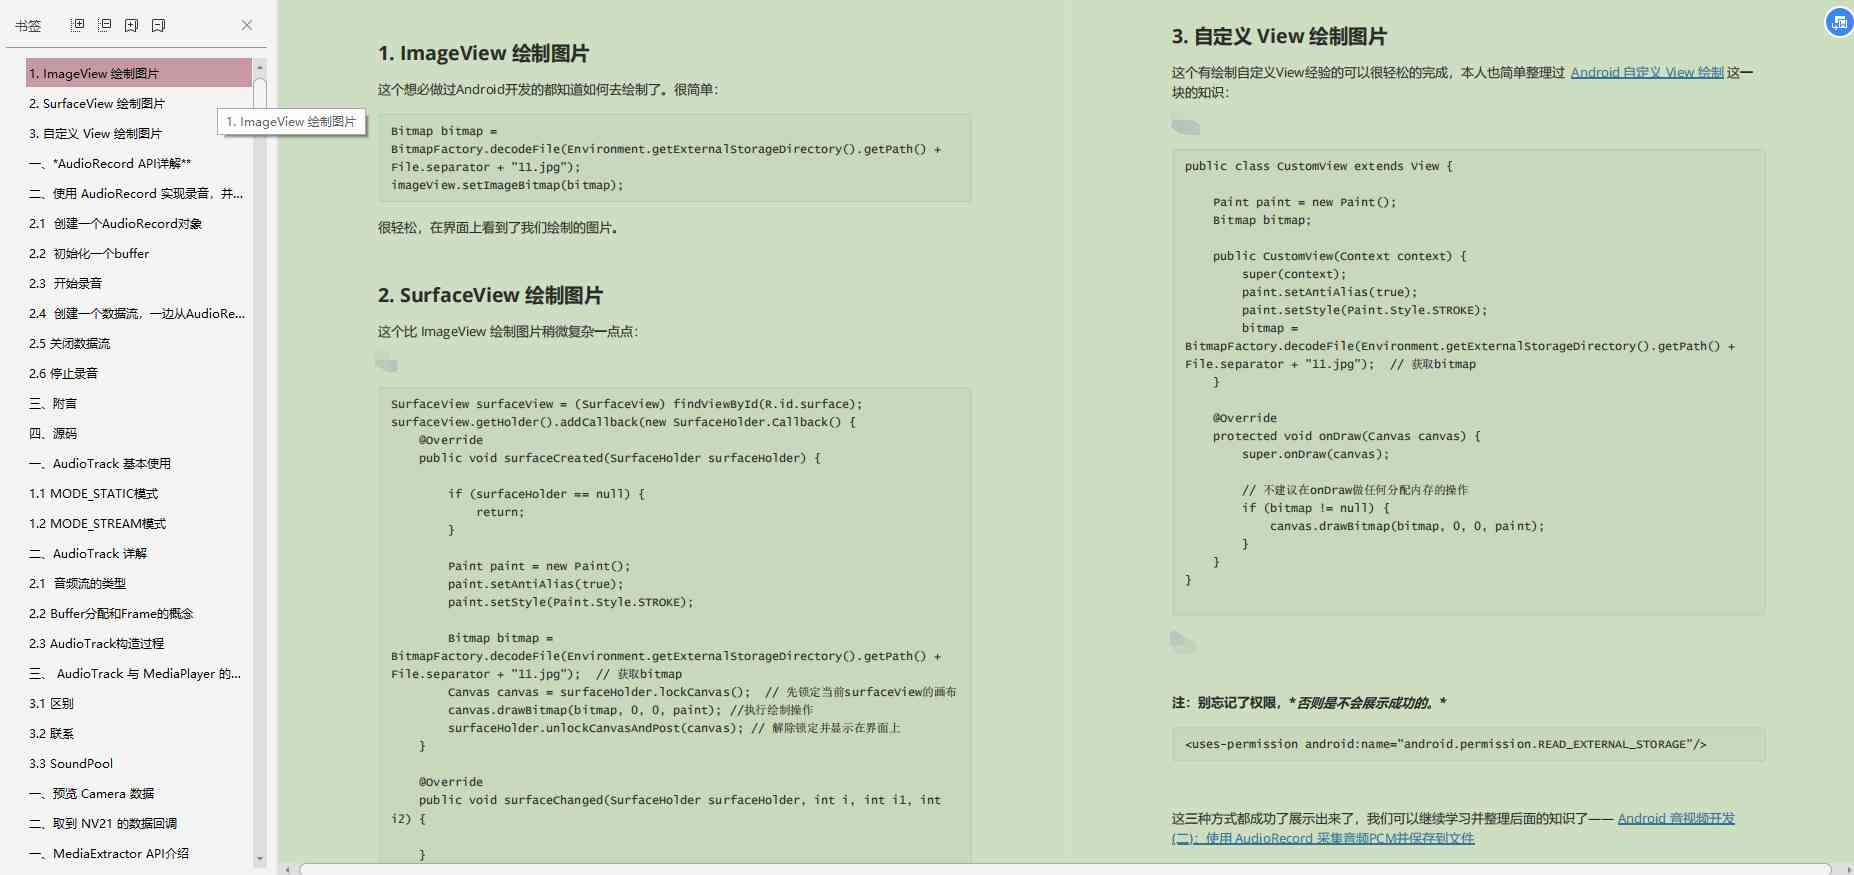 书签
1. ImageView 绘制图片
2. SurfaceView 绘制图片
1. ImageView 绘制图片
3. 自定义 View 绘制图片
一、*AudioRecord API详解**
二、使用 AudioRecord 实现录音，并...
2.1 创建一个AudioRecord对象
2.2 初始化一个buffer
2.3 开始录音
2.4 创建一个数据流，一边从AudioRe...
2.5 关闭数据流
2.6 停止录音
三、附言
四、源码
一、AudioTrack 基本使用
1.1 MODE_STATIC模式
1.2 MODE_STREAM模式
二、AudioTrack 详解
2.1 音频流的类型
2.2 Buffer分配和Frame的概念
2.3 AudioTrack构造过程
三、 AudioTrack 与 MediaPlayer 的...
3.1 区别
3.2 联系
3.3 SoundPool
一、预览 Camera 数据
二、取到 NV21 的数据回调
一、MediaExtractor API介绍
1. ImageView 绘制图片
这个想必做过Android开发的都知道如何去绘制了。很简单：
Bitmap bitmap =
BitmapFactory.decodeFile(Environment.getExternalStorageDirectory().getPath() +
File.separator + "11.jpg");
imageView.setImageBitmap(bitmap);
很轻松，在界面上看到了我们绘制的图片。
2. SurfaceView 绘制图片
这个比 ImageView 绘制图片稍微复杂一点点：
SurfaceView surfaceView = (SurfaceView) findViewById(R.id.surface);
surfaceView.getHolder().addCallback(new SurfaceHolder.Callback() {
    @Override
    public void surfaceCreated(SurfaceHolder surfaceHolder) {
        if (surfaceHolder == null) {
            return;
        }
        Paint paint = new Paint();
        paint.setAntiAlias(true);
        paint.setStyle(Paint.Style.STROKE);
        Bitmap bitmap =
BitmapFactory.decodeFile(Environment.getExternalStorageDirectory().getPath() +
File.separator + "11.jpg");  // 获取bitmap
        Canvas canvas = surfaceHolder.lockCanvas();  // 先锁定当前surfaceView的画布
        canvas.drawBitmap(bitmap, 0, 0, paint); //执行绘制操作
        surfaceHolder.unlockCanvasAndPost(canvas); // 解除锁定并显示在界面上
    }
    @Override
    public void surfaceChanged(SurfaceHolder surfaceHolder, int i, int i1, int
i2) {
    }
3. 自定义 View 绘制图片
这个有绘制自定义View经验的可以很轻松的完成，本人也简单整理过 Android 自定义 View 绘制 这一
块的知识：
public class CustomView extends View {
    Paint paint = new Paint();
    Bitmap bitmap;
    public CustomView(Context context) {
        super(context);
        paint.setAntiAlias(true);
        paint.setStyle(Paint.Style.STROKE);
        bitmap =
BitmapFactory.decodeFile(Environment.getExternalStorageDirectory().getPath() +
File.separator + "11.jpg");  // 获取bitmap
    }
    @Override
    protected void onDraw(Canvas canvas) {
        super.onDraw(canvas);
        // 不建议在onDraw做任何分配内存的操作
        if (bitmap != null) {
            canvas.drawBitmap(bitmap, 0, 0, paint);
        }
    }
}
注：别忘记了权限，*否则是不会展示成功的。*
<uses-permission android:name="android.permission.READ_EXTERNAL_STORAGE"/>
这三种方式都成功了展示出来了，我们可以继续学习并整理后面的知识了—— Android 音视频开发
(二)：使用 AudioRecord 采集音频PCM并保存到文件